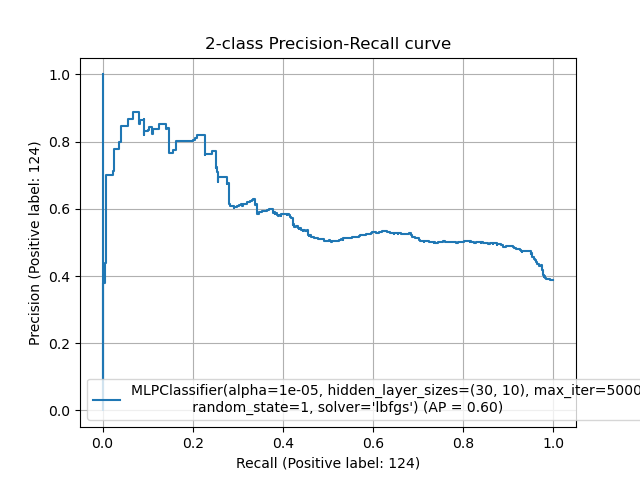 2-class Precision-Recall curve
1.0
0.8
0.6
0.4
0.2
0.0
Precision (Positive label: 124)
MLPClassifier(alpha=1e-05, hidden_layer_sizes=(30, 10), max_iter=5000
random_state=1, solver='lbfgs') (AP = 0.60)
0.0 0.2 0.4 0.6 0.8 1.0
Recall (Positive label: 124)